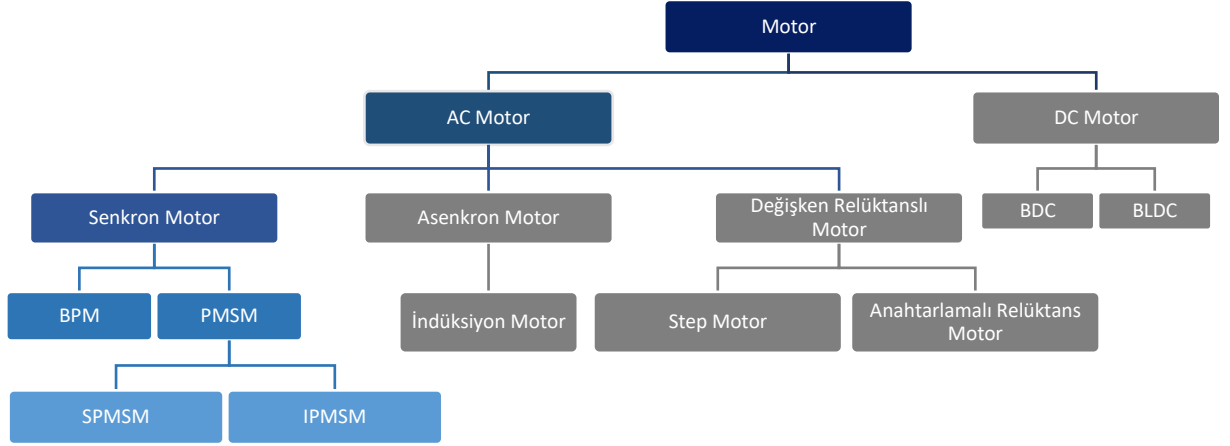 Motor
AC Motor
DC Motor
Senkron Motor
Asenkron Motor
Değişken Relüktanslı
Motor
BDC
BLDC
BPM
PMSM
İndüksiyon Motor
Step Motor
Anahtarlamalı Relüktans
Motor
SPMSM
IPMSM